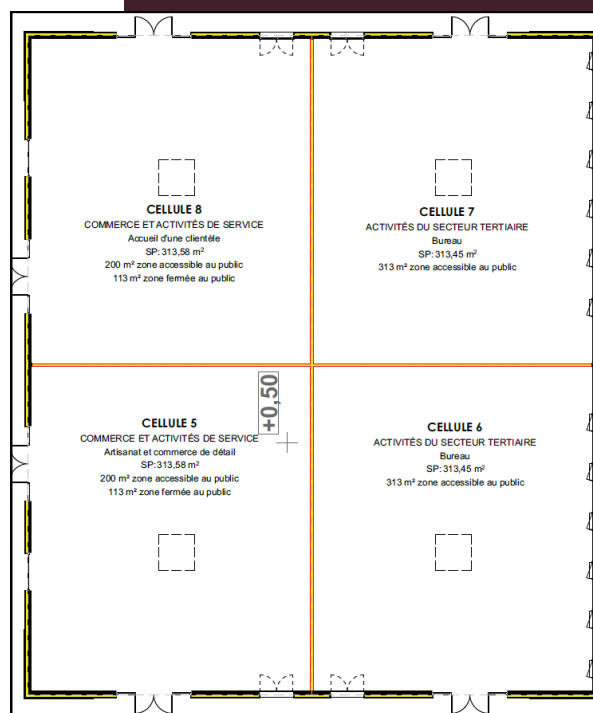 CELLULE 8
COMMERCE ET ACTIVITÉS DE SERVICE
Accueil d'une clientèle
SP: 313,58 m²
200 m² zone accessible au public
113 m² zone fermée au public
CELLULE 7
ACTIVITÉS DU SECTEUR TERTIAIRE
Bureau
SP: 313,45 m²
313 m² zone accessible au public
+0,50
CELLULE 5
COMMERCE ET ACTIVITÉS DE SERVICE
Artisanat et commerce de détail
SP: 313,58 m²
200 m² zone accessible au public
113 m² zone fermée au public
CELLULE 6
ACTIVITÉS DU SECTEUR TERTIAIRE
Bureau
SP: 313,45 m²
313 m² zone accessible au public